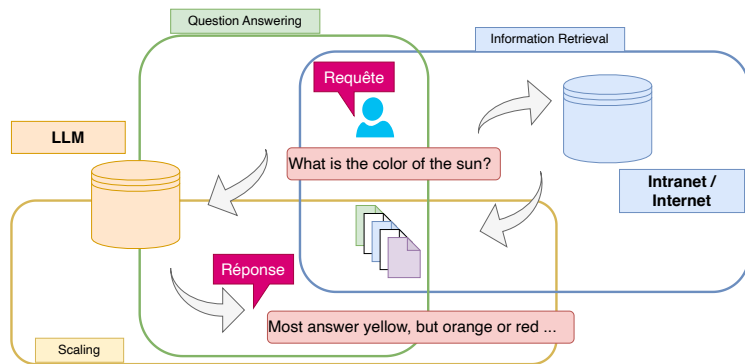 Question Answering
Information Retrieval
Requête
LLM
What is the color of the sun?
Intranet /
Internet
Réponse
Most answer yellow, but orange or red ...
Scaling